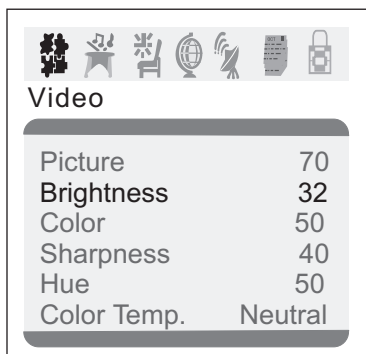 Video
Picture 70
Brightness 32
Color 50
Sharpness 40
Hue 50
Color Temp. Neutral